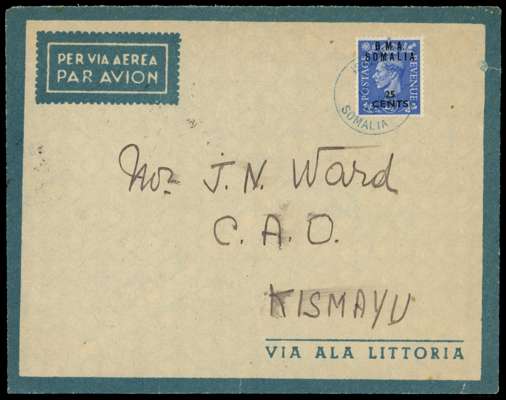 PER VIA AEREA
PAR AVION
B.M.A.
SOMALIA
POSTAGE
REVENUE
25
CENTS
SOMALIA
Mr J. N. Ward
C. A. O.
KISMAYU
VIA ALA LITTORIA